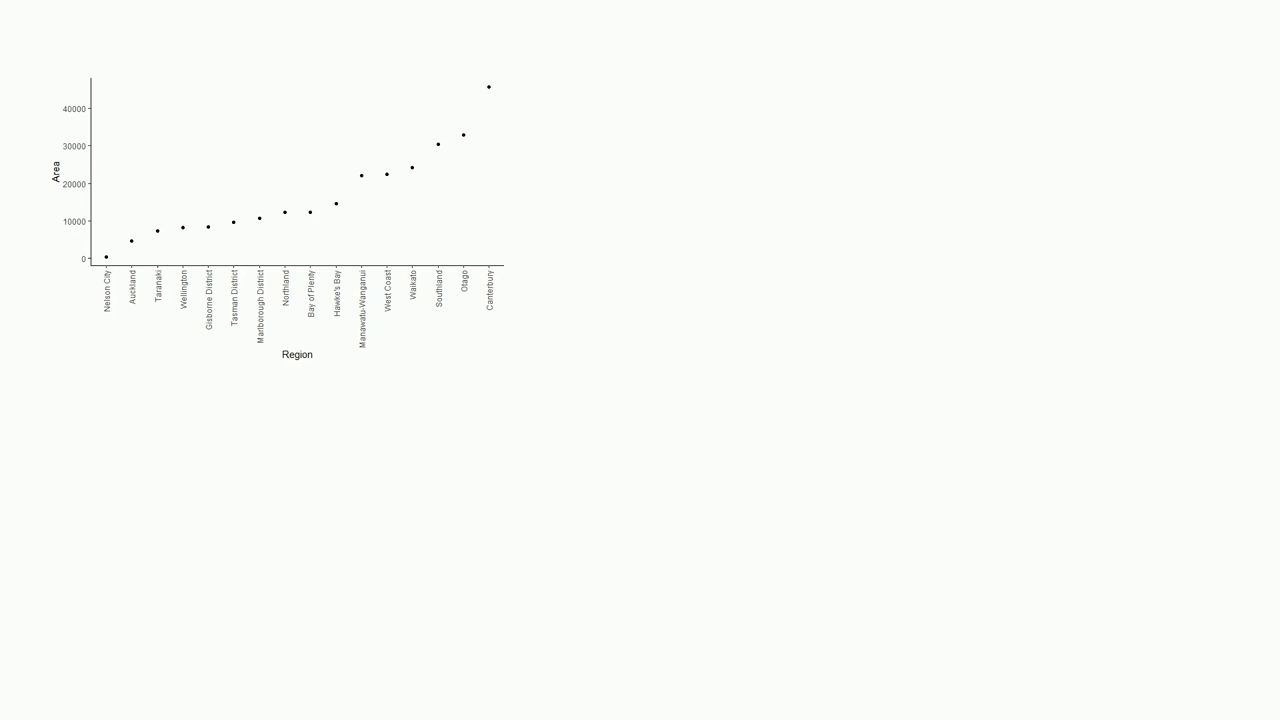 40000
30000
Area
20000
10000
0
Nelson City
Auckland
Taranaki
Wellington
Gisborne District
Tasman District
Marlborough District
Northland
Bay of Plenty
Hawke's Bay
Manawatu-Wanganui
West Coast
Waikato
Southland
Otago
Canterbury
Region